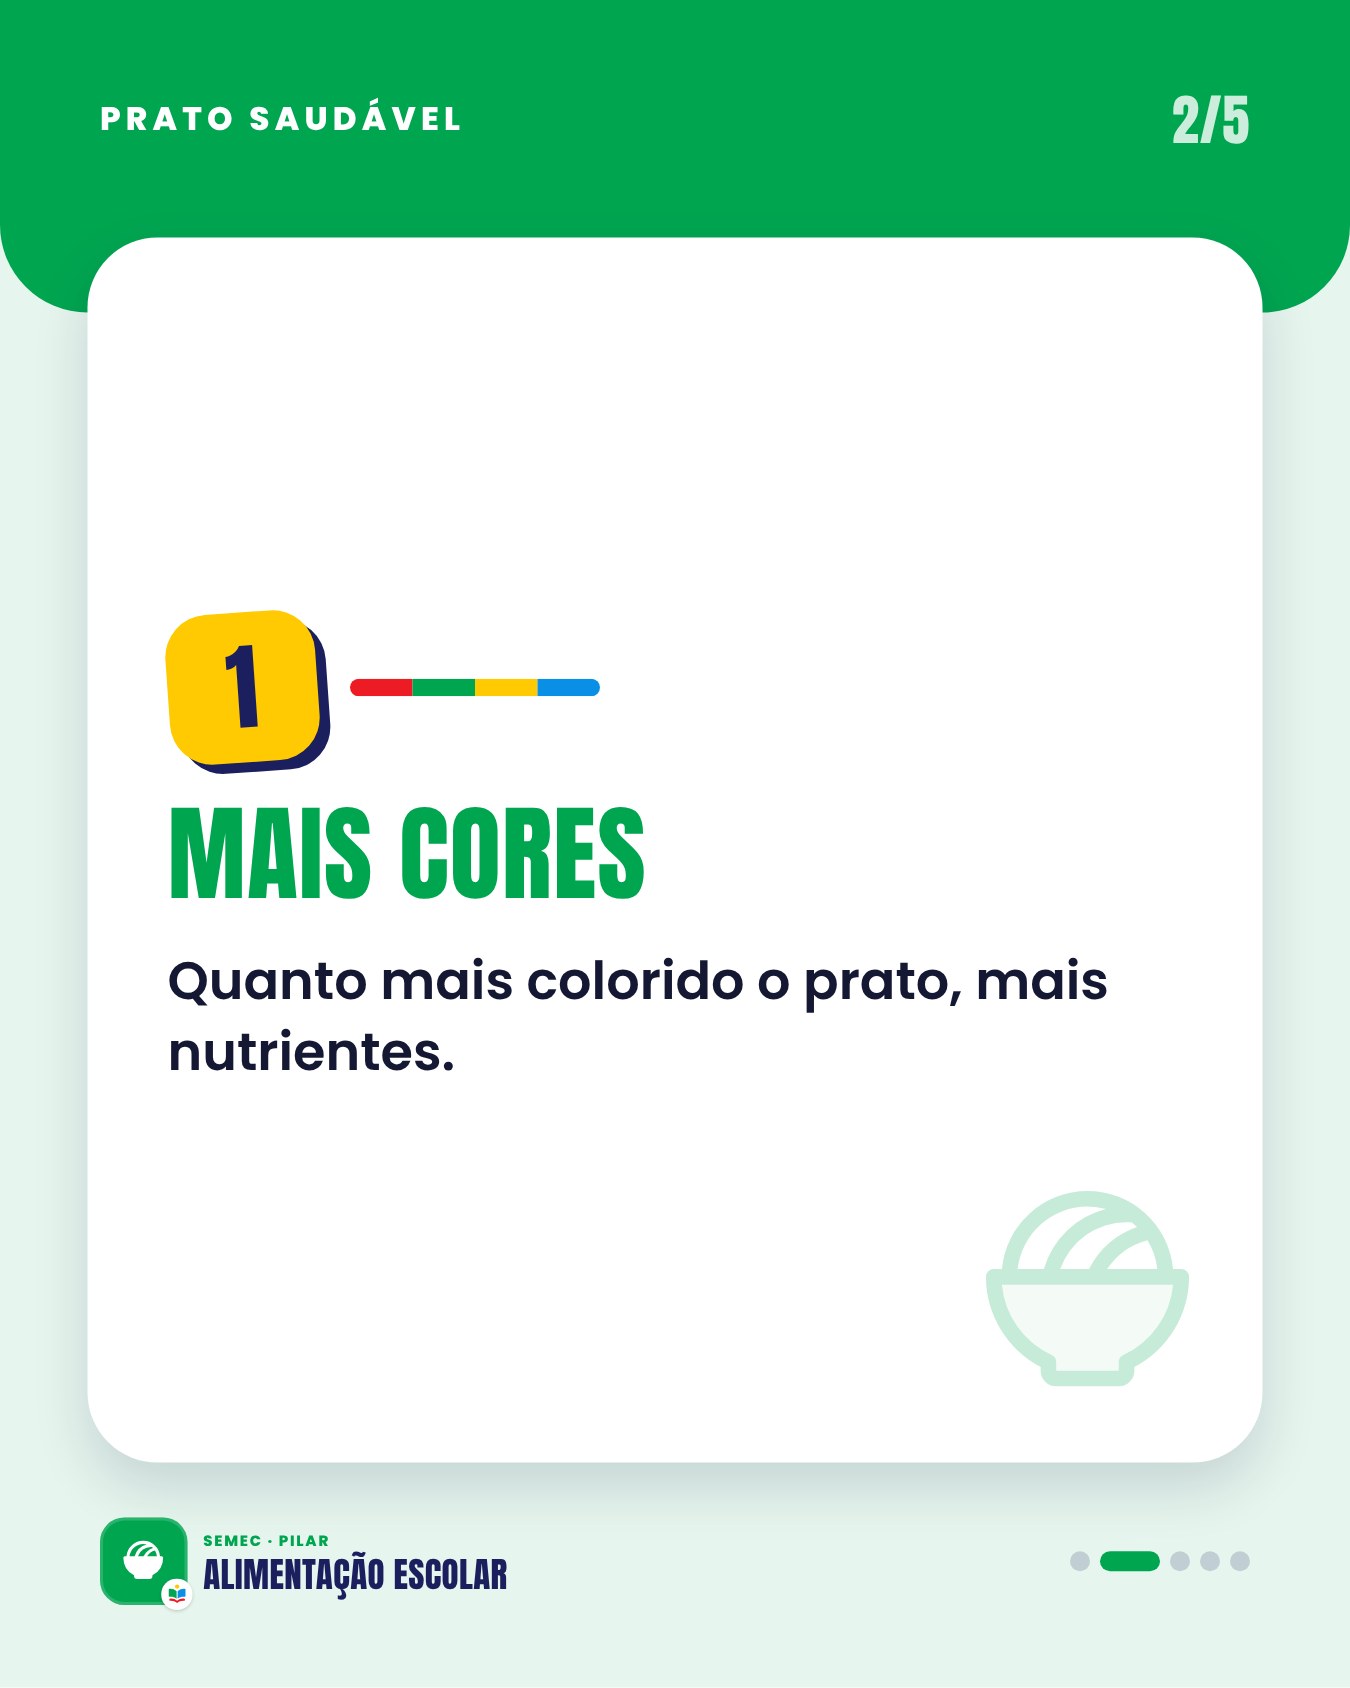 PRATO SAUDÁVEL
2/5
1
MAIS CORES
Quanto mais colorido o prato, mais
nutrientes.
SEMEC · PILAR
ALIMENTAÇÃO ESCOLAR